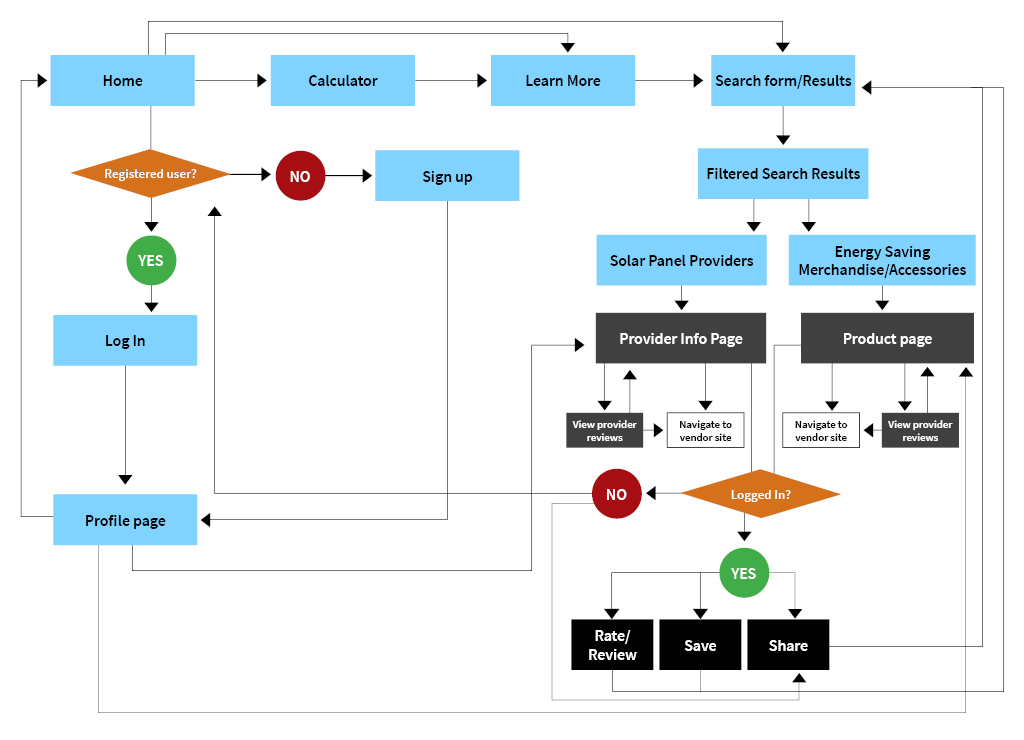 Home
Calculator
Learn More
Search form/Results
Registered user?
NO
Sign up
Filtered Search Results
YES
Solar Panel Providers
Energy Saving
Merchandise/Accessories
Log In
Provider Info Page
Product page
View provider
reviews
Navigate to
vendor site
Navigate to
vendor site
View provider
reviews
NO
Logged In?
Profile page
YES
Rate/
Review
Save
Share